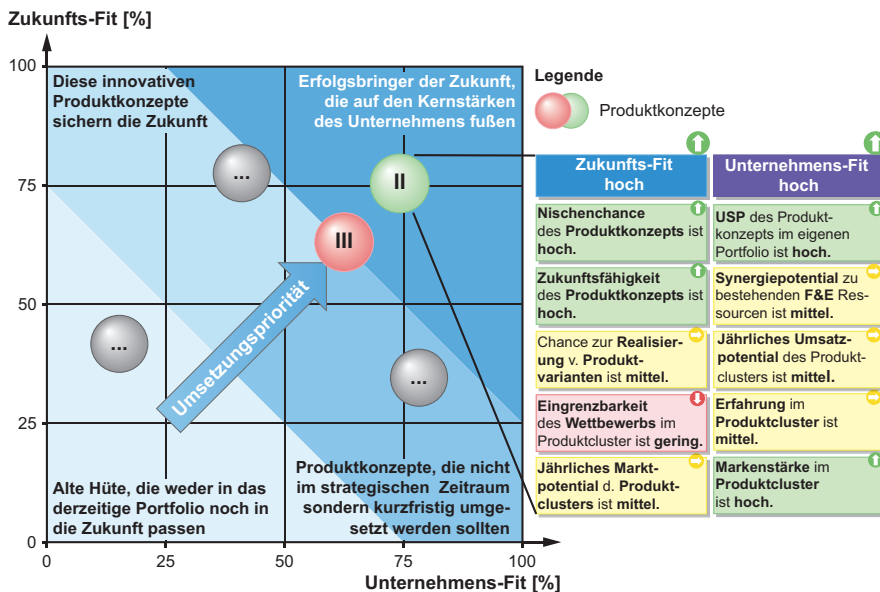 Zukunfts-Fit [%]
100
75
50
25
0
0
25
50
75
100
Unternehmens-Fit [%]
Diese innovativen
Produktkonzepte
sichern die Zukunft
Erfolgsbringer der Zukunft,
die auf den Kernstärken
des Unternehmens fußen
...
II
III
...
...
Umsetzungspriorität
Alte Hüte, die weder in das
derzeitige Portfolio noch in
die Zukunft passen
Produktkonzepte, die nicht
im strategischen Zeitraum
sondern kurzfristig umge-
setzt werden sollten
Legende
Produktkonzepte
Zukunfts-Fit
hoch
Nischenchance
des Produktkonzepts ist
hoch.
Zukunftsfähigkeit
des Produktkonzepts ist
hoch.
Chance zur Realisier-
ung v. Produkt-
varianten ist mittel.
Eingrenzbarkeit
des Wettbewerbs im
Produktcluster ist gering.
Jährliches Markt-
potential d. Produkt-
clusters ist mittel.
Unternehmens-Fit
hoch
USP des Produkt-
konzepts im eigenen
Portfolio ist hoch.
Synergiepotential zu
bestehenden F&E Res-
sourcen ist mittel.
Jährliches Umsatz-
potential des Produkt-
clusters ist mittel.
Erfahrung im
Produktcluster ist
mittel.
Markenstärke im
Produktcluster
ist hoch.